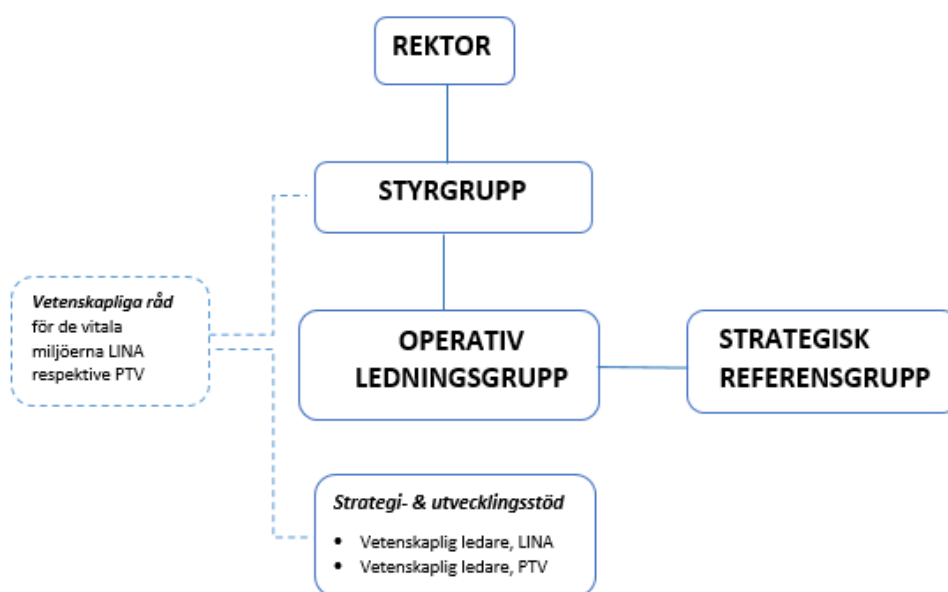 REKTOR
STYRGRUPP
Vetenskapliga råd
för de vitala
miljöerna LINA
respektive PTV
OPERATIV
LEDNINGSGRUPP
STRATEGISK
REFERENSGRUPP
Strategi- & utvecklingsstöd
• Vetenskaplig ledare, LINA
• Vetenskaplig ledare, PTV